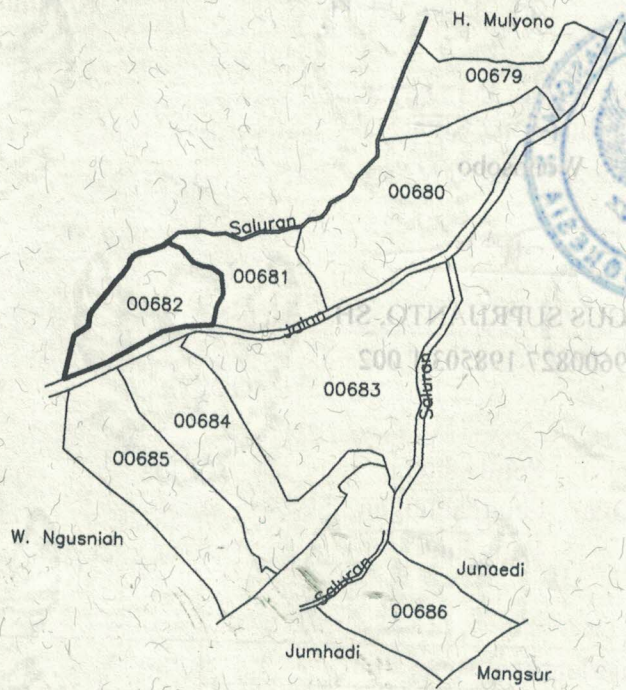 H. Mulyono
00679
00680
Saluran
00681
00682
Jalan
00683
Saluran
00684
00685
W. Ngusniah
Saluran
Junaedi
00686
Jumhadi
Mangsur